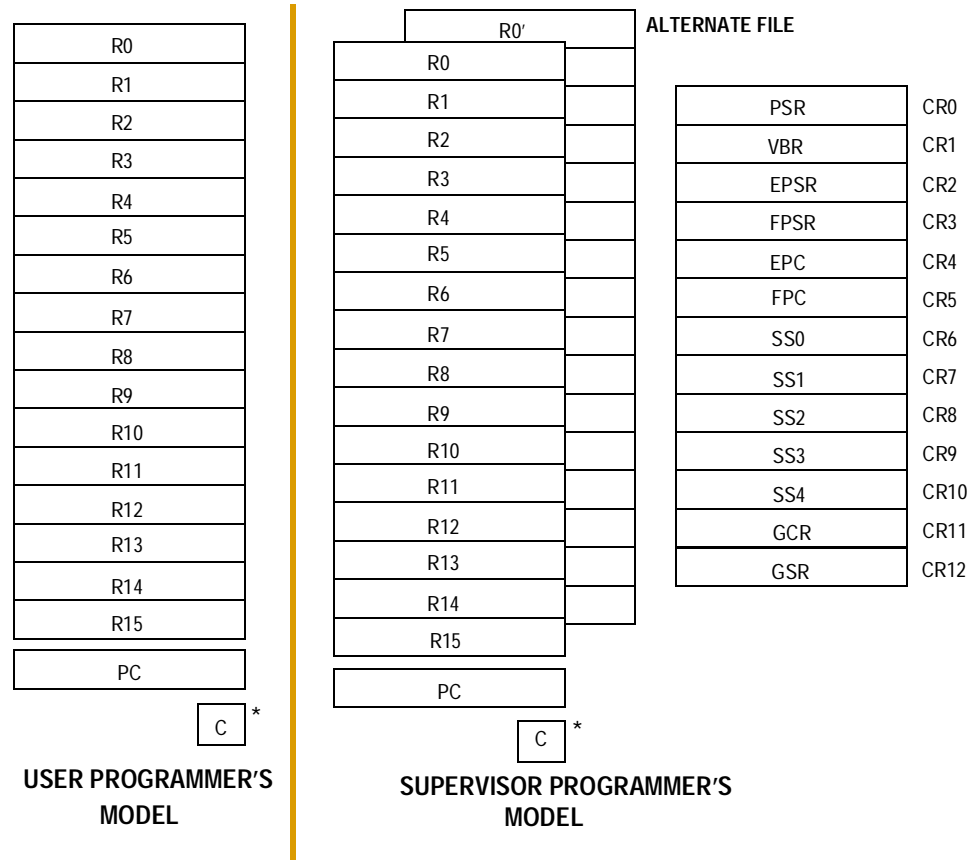 R0
R1
R2
R3
R4
R5
R6
R7
R8
R9
R10
R11
R12
R13
R14
R15
PC
C *
USER PROGRAMMER'S
MODEL
R0′ ALTERNATE FILE
R0
R1
R2
R3
R4
R5
R6
R7
R8
R9
R10
R11
R12
R13
R14
R15
PC
C *
SUPERVISOR PROGRAMMER'S
MODEL
PSR CR0
VBR CR1
EPSR CR2
FPSR CR3
EPC CR4
FPC CR5
SS0 CR6
SS1 CR7
SS2 CR8
SS3 CR9
SS4 CR10
GCR CR11
GSR CR12